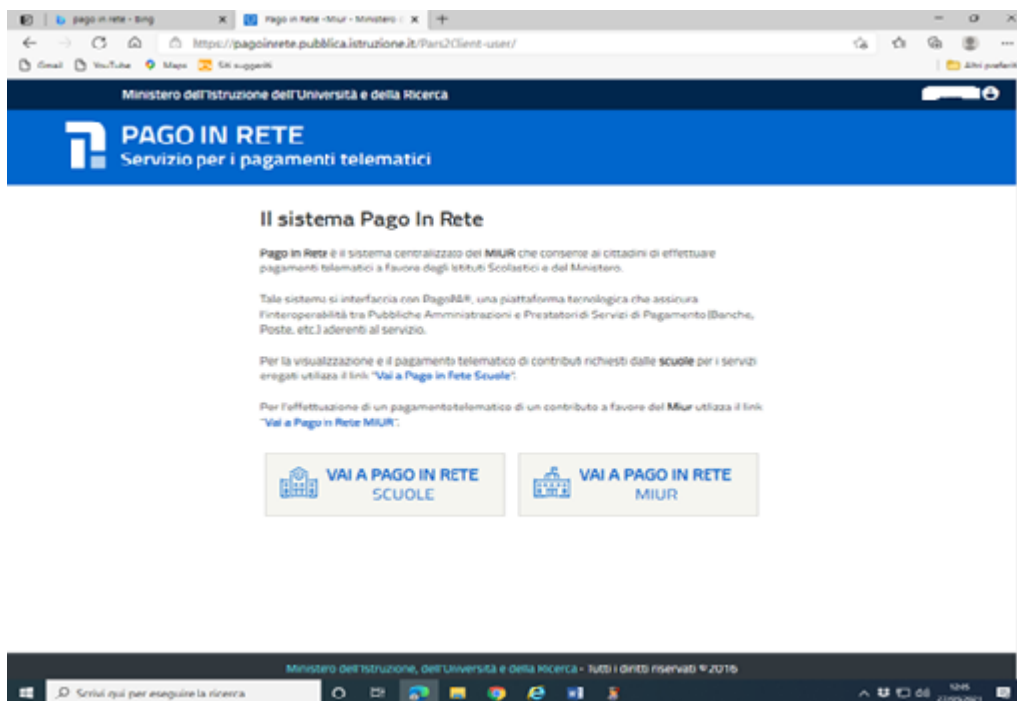 pago in rete - Bing
Pago in Rete -Miur - Ministero
https://pagoinrete.pubblica.istruzione.it/Pars2Client-user/
Gmail YouTube Maps Siti suggeriti
Altri preferiti
Ministero dell'Istruzione dell'Università e della Ricerca
PAGO IN RETE
Servizio per i pagamenti telematici
Il sistema Pago In Rete
Pago in Rete è il sistema centralizzato del MIUR che consente ai cittadini di effettuare
pagamenti telematici a favore degli Istituti Scolastici e del Ministero.
Tale sistema si interfaccia con PagoPA®, una piattaforma tecnologica che assicura
l'interoperabilità tra Pubbliche Amministrazioni e Prestatori di Servizi di Pagamento (Banche,
Poste, etc.) aderenti al servizio.
Per la visualizzazione e il pagamento telematico di contributi richiesti dalle scuole per i servizi
erogati utilizza il link "Vai a Pago in Rete Scuole".
Per l'effettuazione di un pagamento telematico di un contributo a favore del Miur utilizza il link
"Vai a Pago in Rete MIUR".
VAI A PAGO IN RETE
SCUOLE
VAI A PAGO IN RETE
MIUR
Ministero dell'Istruzione, dell'Università e della Ricerca - Tutti i diritti riservati ©2016
Scrivi qui per eseguire la ricerca
12:05